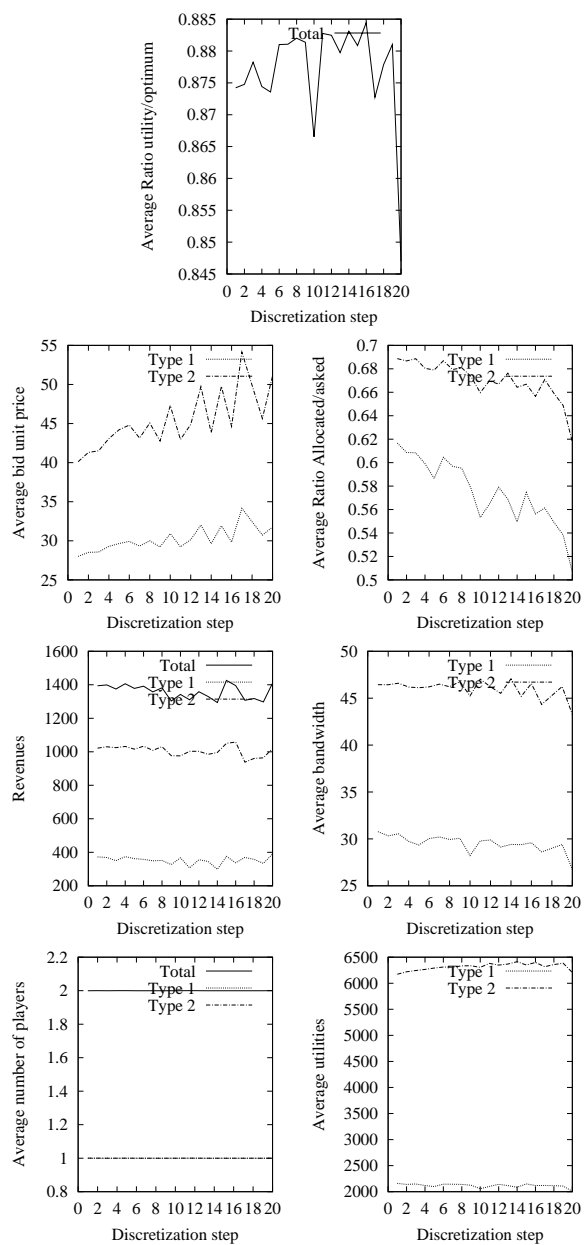 Average Ratio utility/optimum
0.885
0.88
0.875
0.87
0.865
0.86
0.855
0.85
0.845
Total
0 2 4 6 8 10 12 14 16 18 20
Discretization step
Average bid unit price
55
50
45
40
35
30
25
Type 1
Type 2
0 2 4 6 8 10 12 14 16 18 20
Discretization step
Average Ratio Allocated/asked
0.7
0.68
0.66
0.64
0.62
0.6
0.58
0.56
0.54
0.52
0.5
Type 1
Type 2
0 2 4 6 8 10 12 14 16 18 20
Discretization step
Revenues
1600
1400
1200
1000
800
600
400
200
Total
Type 1
Type 2
0 2 4 6 8 10 12 14 16 18 20
Discretization step
Average bandwidth
50
45
40
35
30
25
Type 1
Type 2
0 2 4 6 8 10 12 14 16 18 20
Discretization step
Average number of players
2.2
2
1.8
1.6
1.4
1.2
1
0.8
Total
Type 1
Type 2
0 2 4 6 8 10 12 14 16 18 20
Discretization step
Average utilities
6500
6000
5500
5000
4500
4000
3500
3000
2500
2000
Type 1
Type 2
0 2 4 6 8 10 12 14 16 18 20
Discretization step